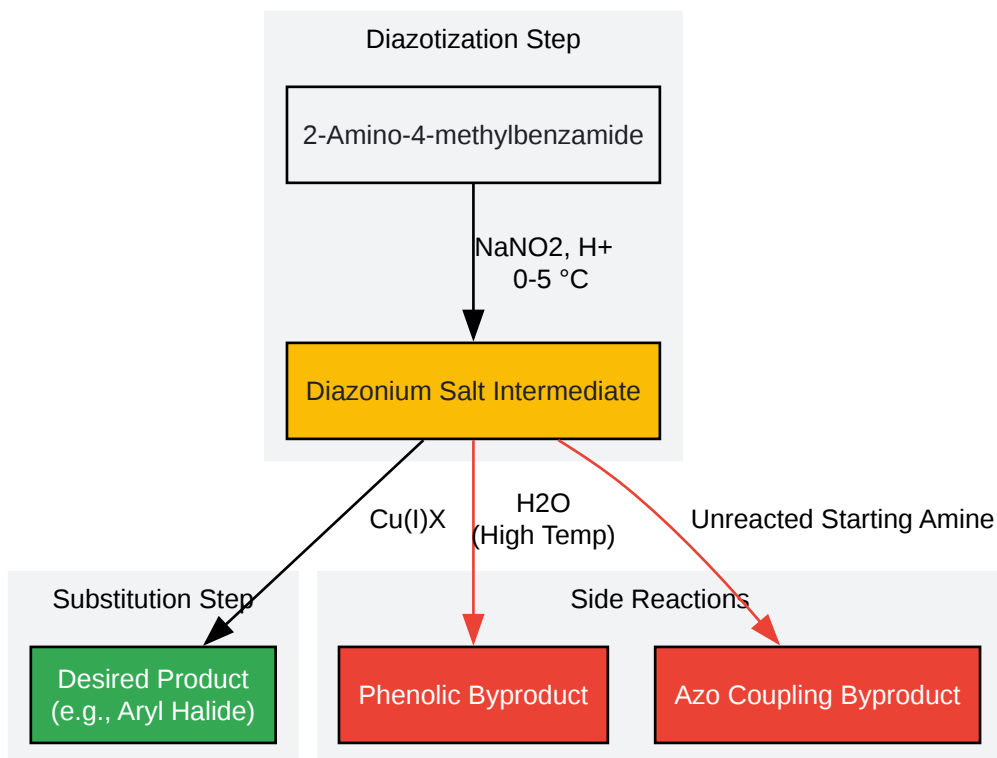 Diazotization Step
2-Amino-4-methylbenzamide
NaNO2, H+
0-5 °C
Diazonium Salt Intermediate
Cu(I)X
H2O
(High Temp)
Unreacted Starting Amine
Substitution Step
Side Reactions
Desired Product
(e.g., Aryl Halide)
Phenolic Byproduct
Azo Coupling Byproduct